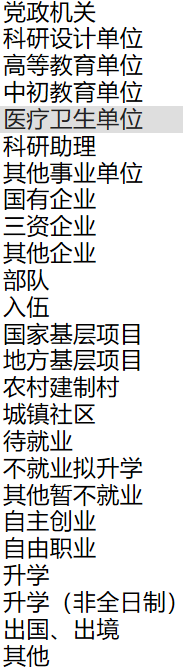 党政机关
科研设计单位
高等教育单位
中初教育单位
医疗卫生单位
科研助理
其他事业单位
国有企业
三资企业
其他企业
部队
入伍
国家基层项目
地方基层项目
农村建制村
城镇社区
待就业
不就业拟升学
其他暂不就业
自主创业
自由职业
升学
升学（非全日制）
出国、出境
其他